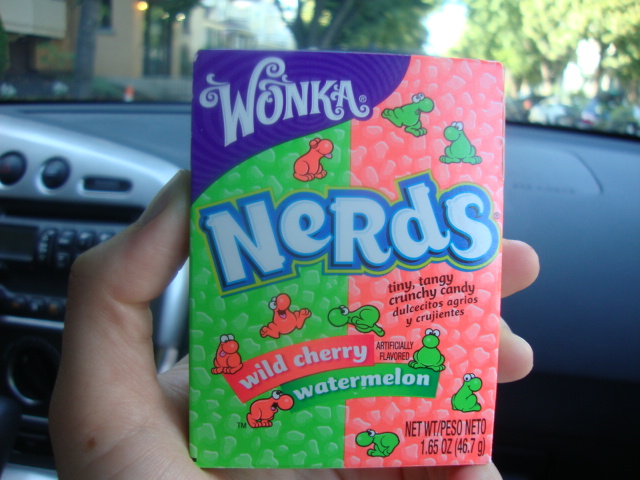 WONKA®
NeRdS®
tiny, tangy
crunchy candy
dulcecitos agrios
y crujientes
wild cherry
ARTIFICIALLY
FLAVORED
watermelon
TM
NET WT/PESO NETO
1.65 OZ (46.7 g)